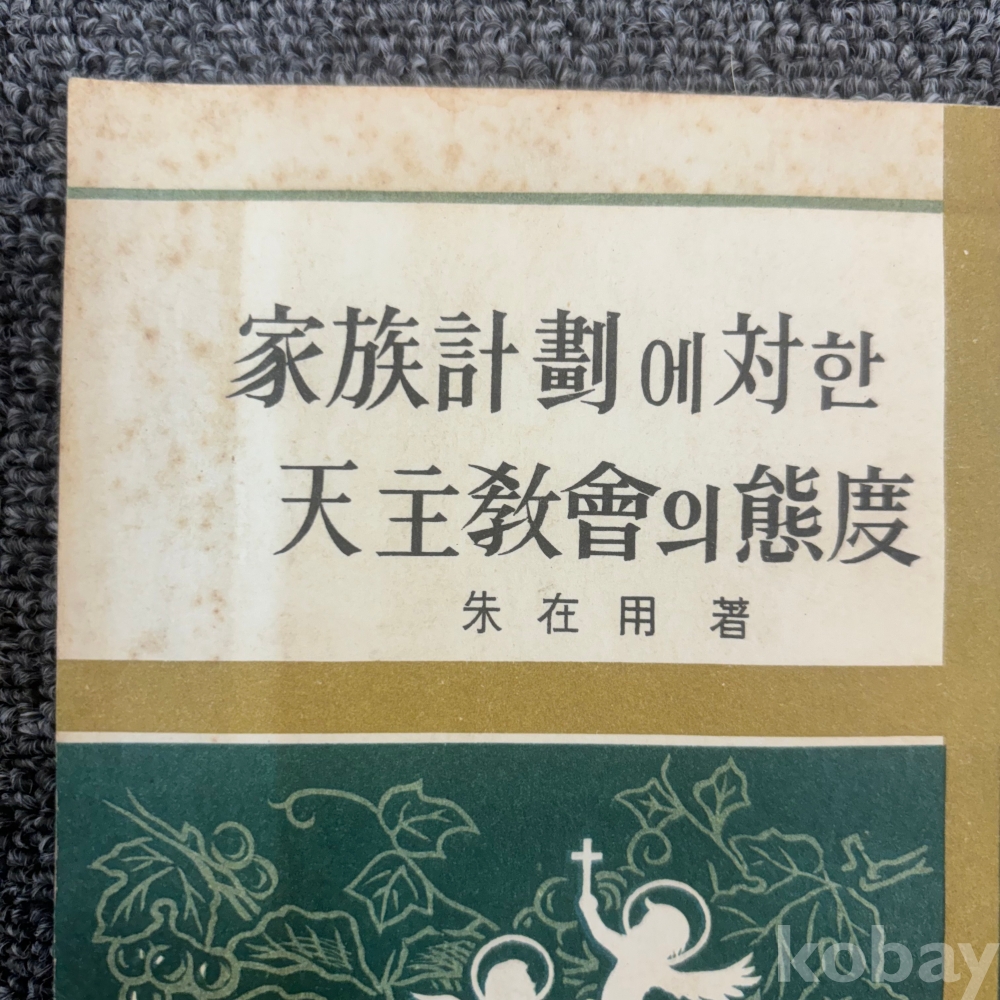 家族計劃에対한
天主教會의態度
朱在用 著
kobay